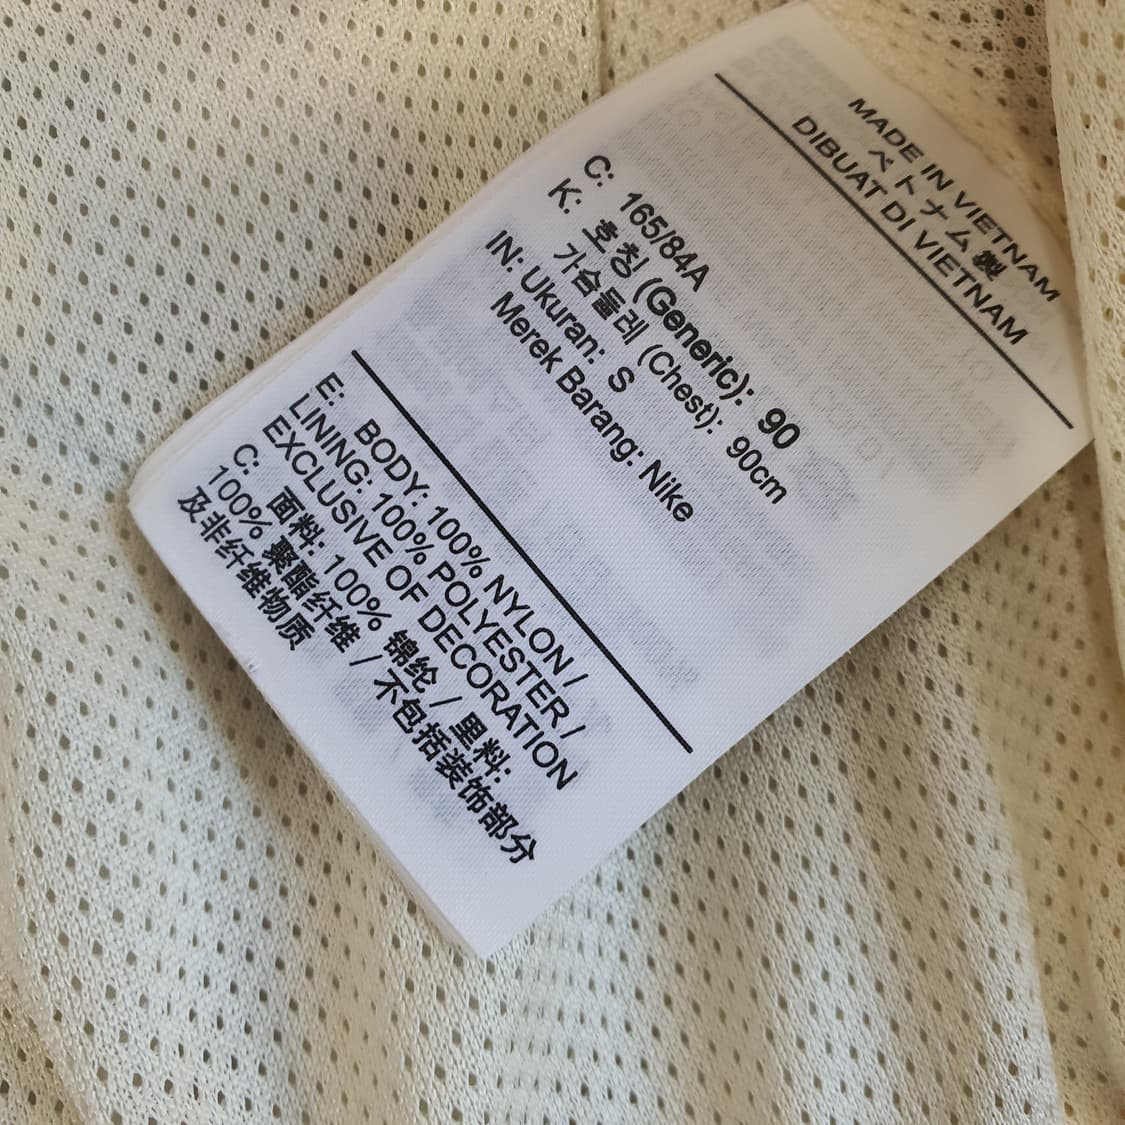 MADE IN VIETNAM
ベトナム製
DIBUAT DI VIETNAM
C: 165/84A
K: 호칭 (Generic): 90
가슴둘레 (Chest): 90cm
IN: Ukuran: S
Merek Barang: Nike
E: BODY: 100% NYLON /
LINING: 100% POLYESTER /
EXCLUSIVE OF DECORATION
C: 面料: 100% 锦纶 / 里料:
100% 聚酯纤维 / 不包括装饰部分
及非纤维物质